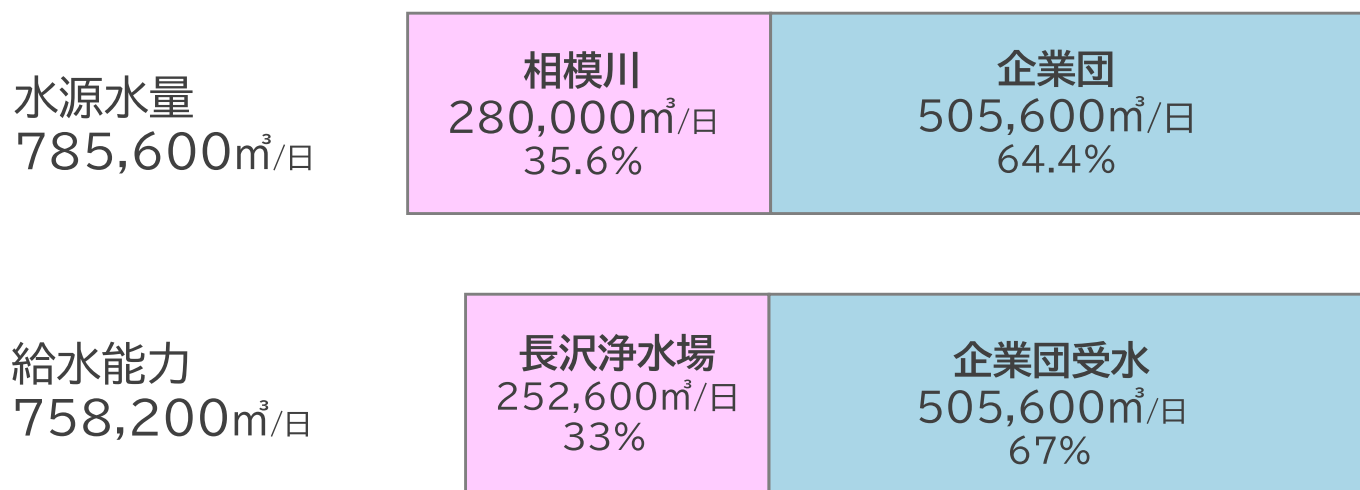 水源水量
785,600㎥/日
相模川
280,000㎥/日
35.6%
企業団
505,600㎥/日
64.4%
給水能力
758,200㎥/日
長沢浄水場
252,600㎥/日
33%
企業団受水
505,600㎥/日
67%